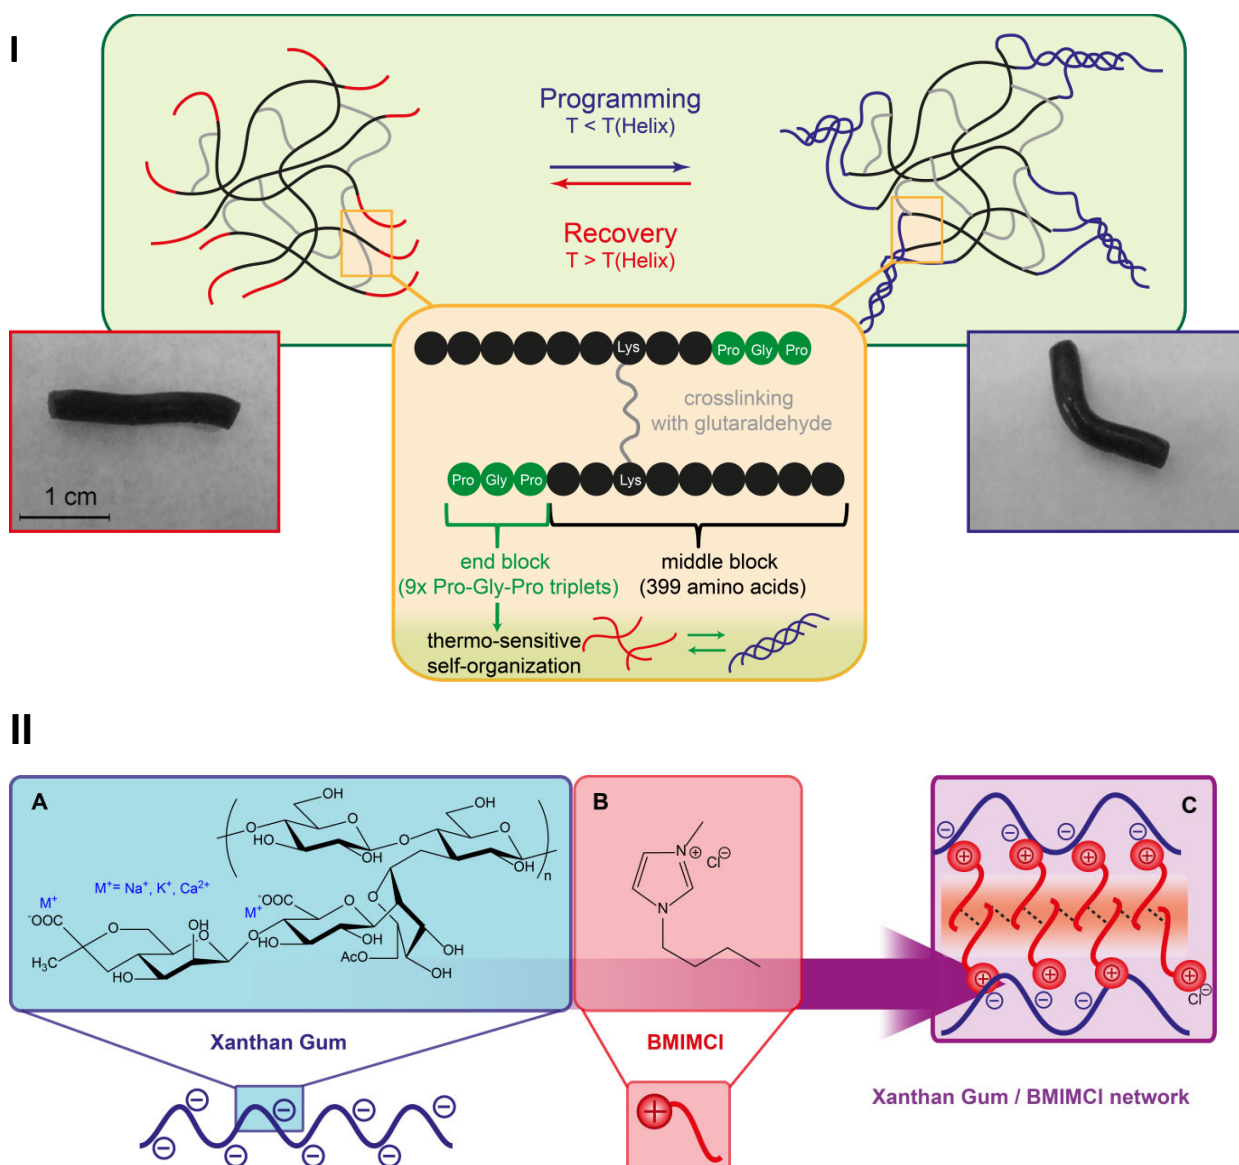 I
Programming
T < T(Helix)
Recovery
T > T(Helix)
1 cm
Lys Pro Gly Pro
crosslinking
with glutaraldehyde
Pro Gly Pro Lys
end block
(9x Pro-Gly-Pro triplets)
middle block
(399 amino acids)
thermo-sensitive
self-organization
II
A
OH
OH
O
HO
OH
O
O
O
OH
O
n
M⁺= Na⁺, K⁺, Ca²⁺
M⁺
⁻OOC
H₃C
O
O
OH
HO
O
M⁺
⁻OOC
O
O
HO
OH
O
O
AcO
OH
OH
Xanthan Gum
B
N
⊕
Cl⊖
N
BMIMCl
C
Cl⊖
Xanthan Gum / BMIMCl network